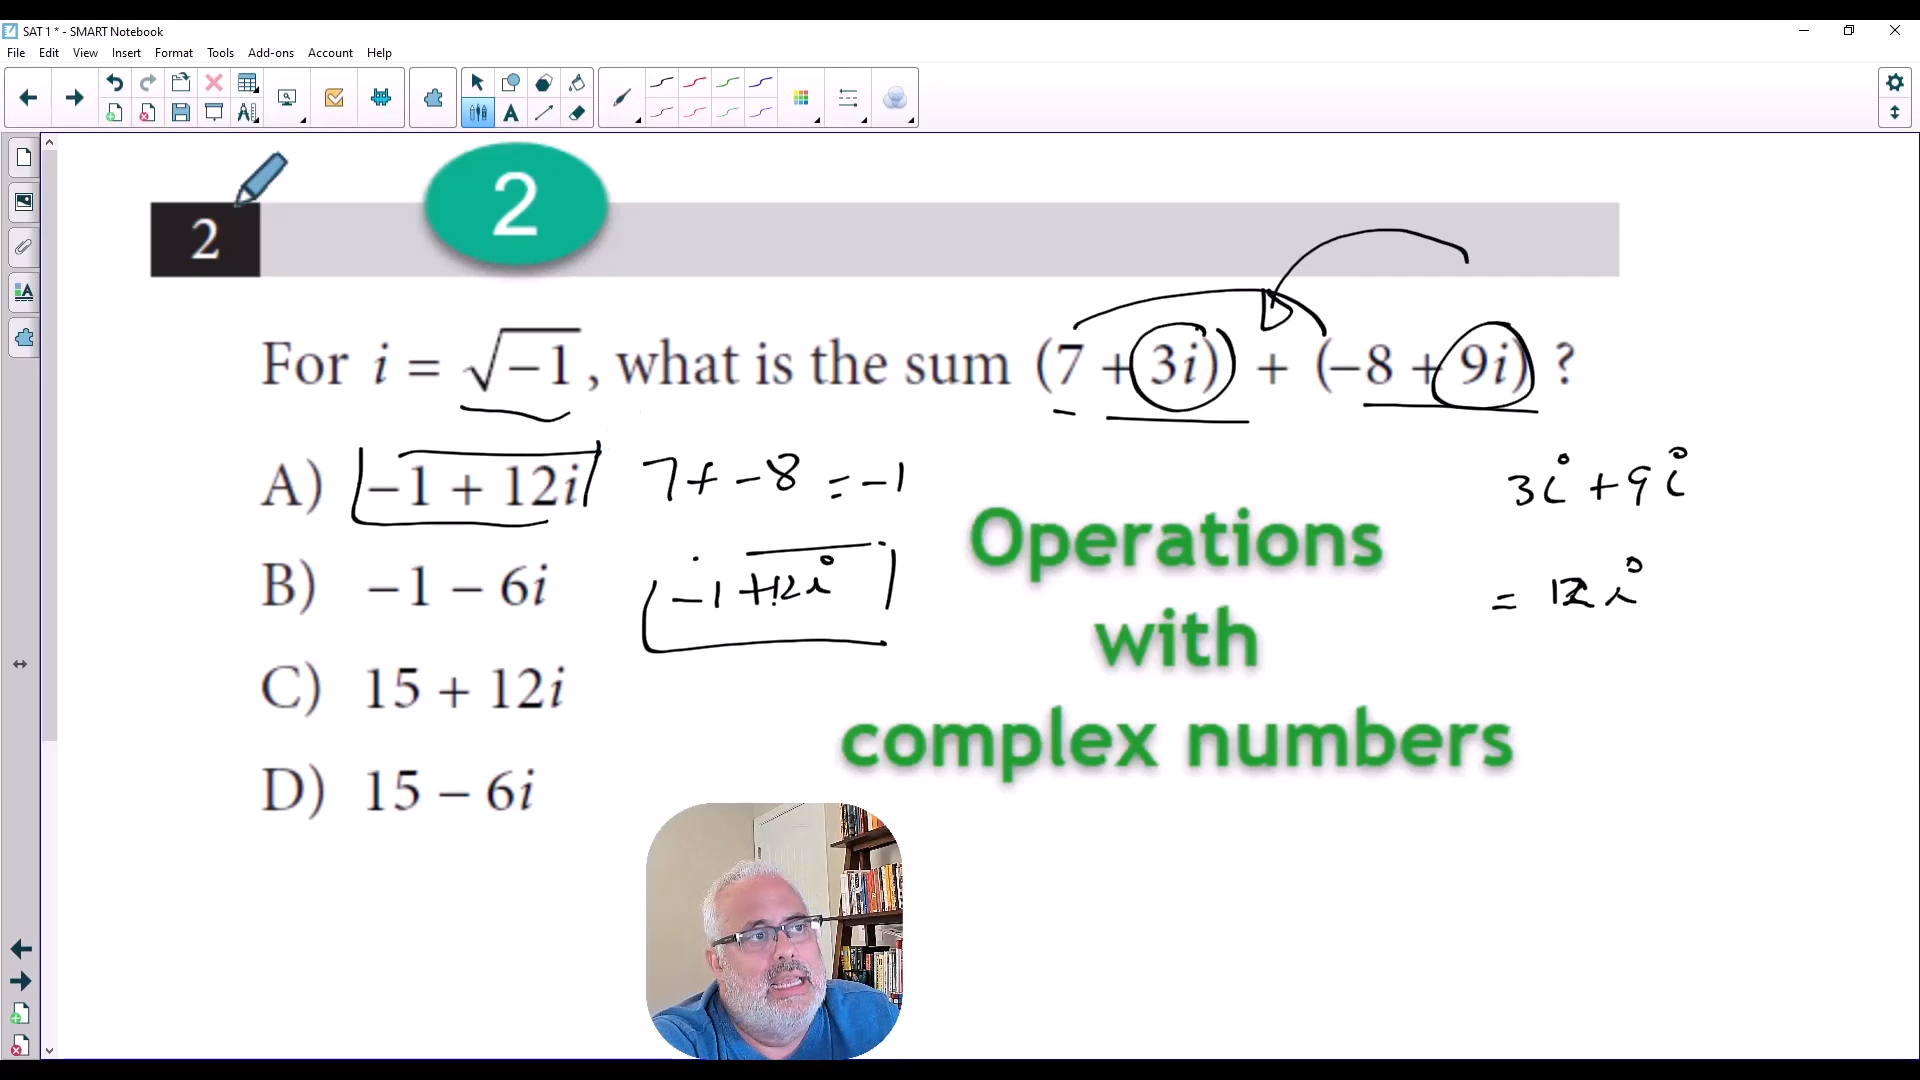 SAT 1 * - SMART Notebook
File Edit View Insert Format Tools Add-ons Account Help
2
2
For i = √−1, what is the sum (7 + 3i) + (−8 + 9i) ?
A) −1 + 12i
7 + −8 = −1
3i + 9i
B) −1 − 6i
−1 + 12i
= 12i
C) 15 + 12i
D) 15 − 6i
Operations
with
complex numbers